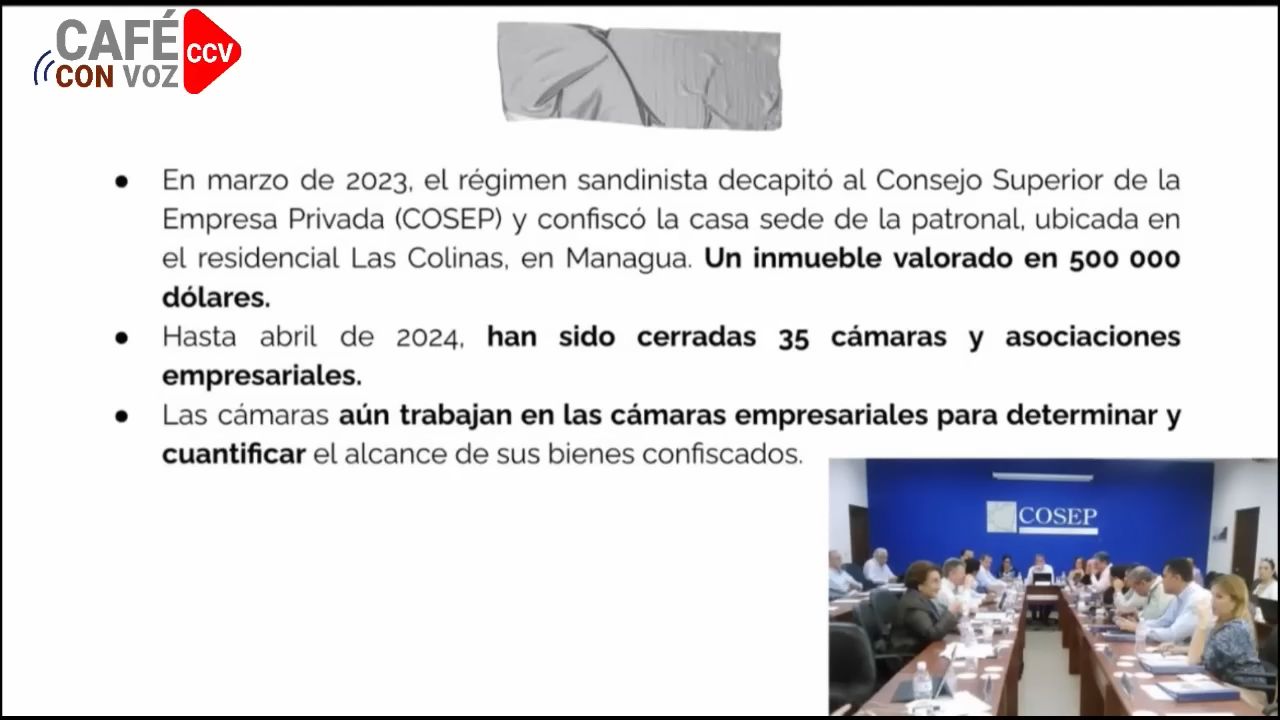 CAFÉ
CON VOZ
CCV
● En marzo de 2023, el régimen sandinista decapitó al Consejo Superior de la
Empresa Privada (COSEP) y confiscó la casa sede de la patronal, ubicada en
el residencial Las Colinas, en Managua. Un inmueble valorado en 500 000
dólares.
● Hasta abril de 2024, han sido cerradas 35 cámaras y asociaciones
empresariales.
● Las cámaras aún trabajan en las cámaras empresariales para determinar y
cuantificar el alcance de sus bienes confiscados.
COSEP